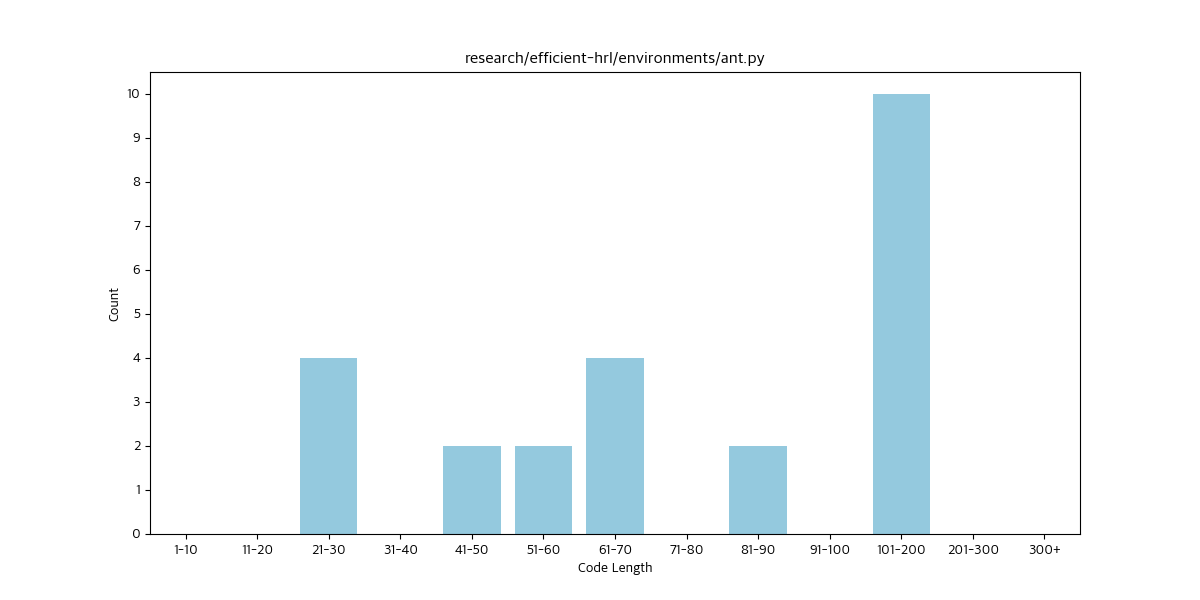 research/efficient-hrl/environments/ant.py
Count
10
9
8
7
6
5
4
3
2
1
0
1-10 11-20 21-30 31-40 41-50 51-60 61-70 71-80 81-90 91-100 101-200 201-300 300+
Code Length